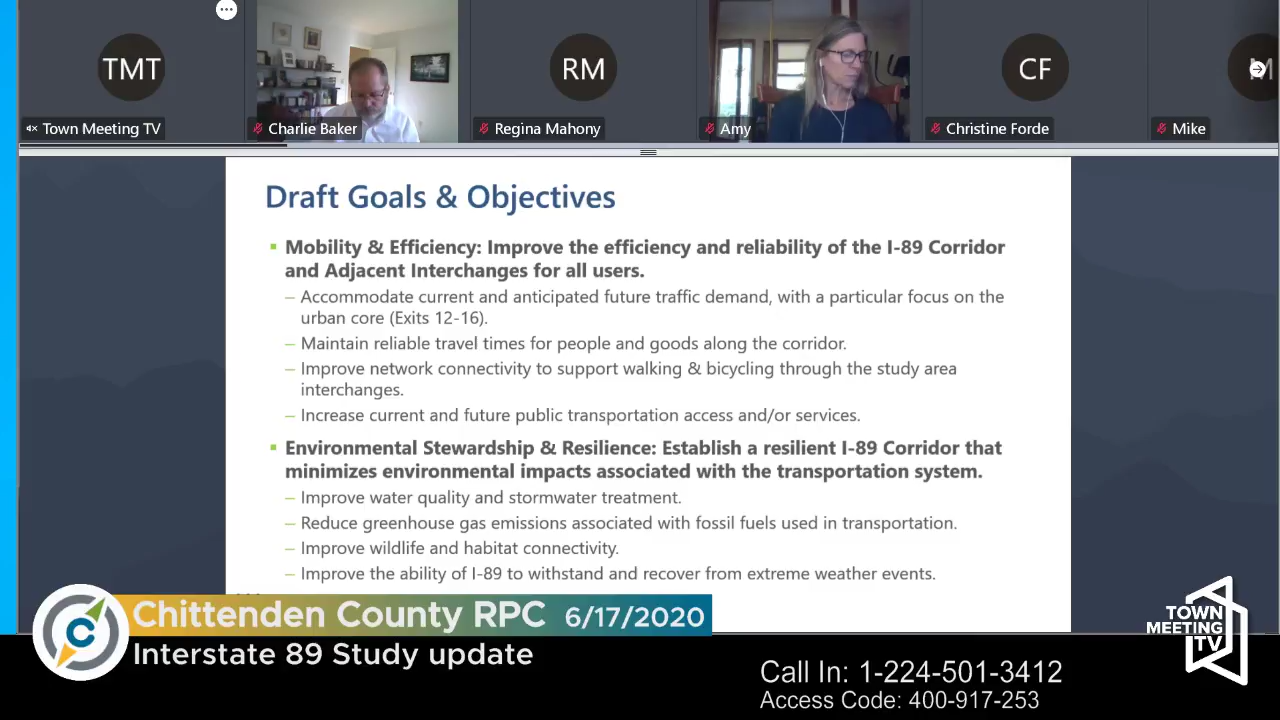 TMT
RM
CF
M
Town Meeting TV
Charlie Baker
Regina Mahony
Amy
Christine Forde
Mike
Draft Goals & Objectives
Mobility & Efficiency: Improve the efficiency and reliability of the I-89 Corridor
and Adjacent Interchanges for all users.
– Accommodate current and anticipated future traffic demand, with a particular focus on the
urban core (Exits 12-16).
– Maintain reliable travel times for people and goods along the corridor.
– Improve network connectivity to support walking & bicycling through the study area
interchanges.
– Increase current and future public transportation access and/or services.
Environmental Stewardship & Resilience: Establish a resilient I-89 Corridor that
minimizes environmental impacts associated with the transportation system.
– Improve water quality and stormwater treatment.
– Reduce greenhouse gas emissions associated with fossil fuels used in transportation.
– Improve wildlife and habitat connectivity.
– Improve the ability of I-89 to withstand and recover from extreme weather events.
C
Chittenden County RPC 6/17/2020
Interstate 89 Study update
TOWN
MEETING
TV
Call In: 1-224-501-3412
Access Code: 400-917-253